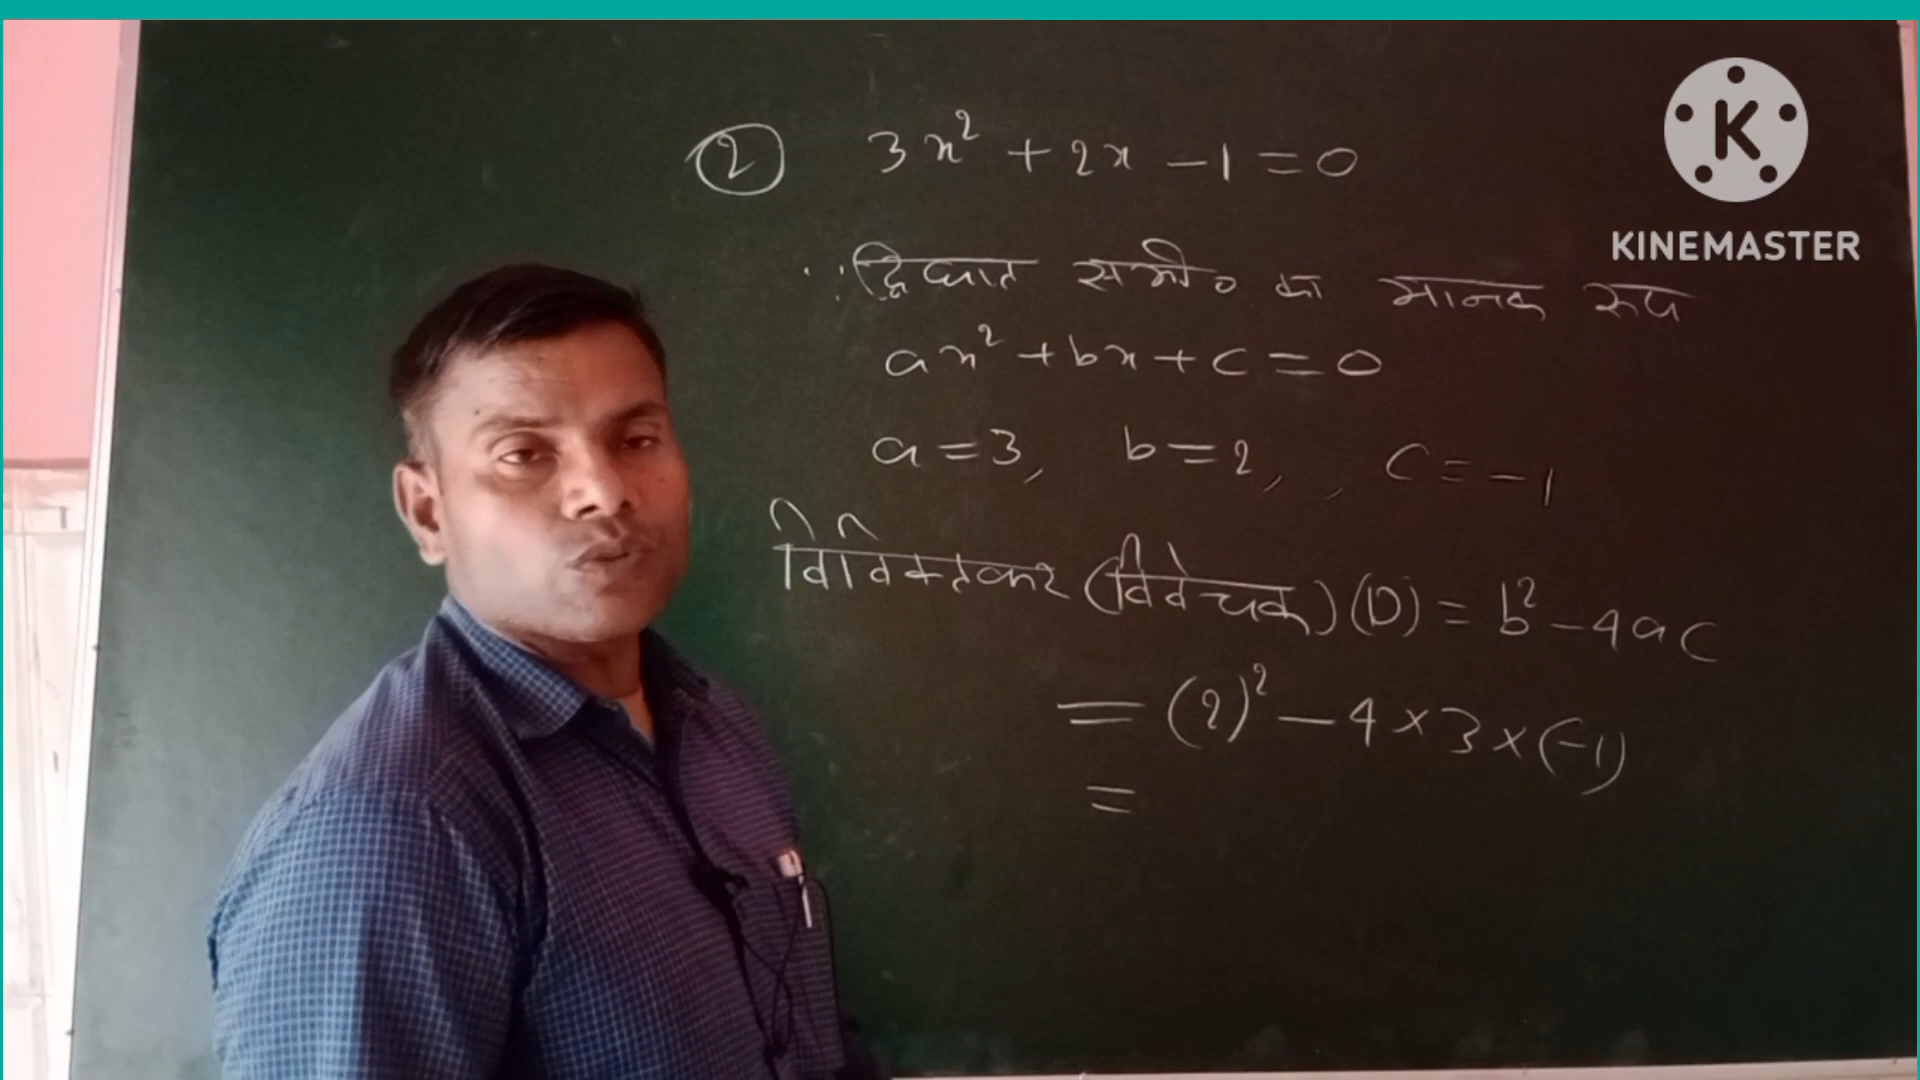 ② 3x² + 2x - 1 = 0
∵ द्विघात समी० का मानक रूप
ax² + bx + c = 0
a = 3, b = 2, , c = -1
विविक्तकर (विवेचक) (D) = b² - 4ac
= (2)² - 4 × 3 × (-1)
=
K
KINEMASTER